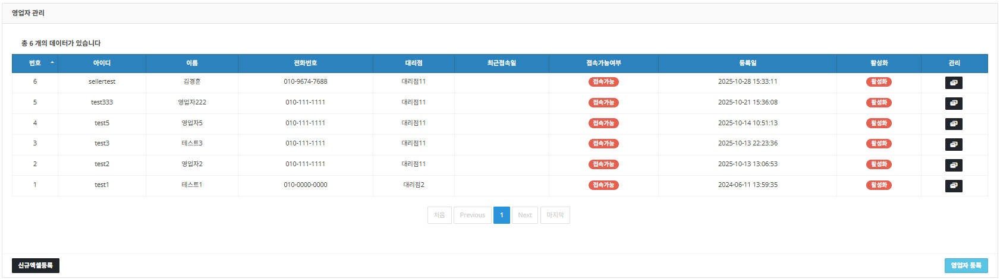 영업자 관리
총 6 개의 데이터가 있습니다
번호 아이디 이름 전화번호 대리점 최근접속일 접속가능여부 등록일 활성화 관리
6 sellertest 김경훈 010-9674-7688 대리점11 접속가능 2025-10-28 15:33:11 활성화
5 test333 영업자222 010-111-1111 대리점11 접속가능 2025-10-21 15:36:08 활성화
4 test5 영업자5 010-111-1111 대리점11 접속가능 2025-10-14 10:51:13 활성화
3 test3 테스트3 010-111-1111 대리점11 접속가능 2025-10-13 22:23:36 활성화
2 test2 영업자2 010-111-1111 대리점11 접속가능 2025-10-13 13:06:53 활성화
1 test1 테스트1 010-0000-0000 대리점2 접속가능 2024-06-11 13:59:35 활성화
처음 Previous 1 Next 마지막
신규엑셀등록 영업자 등록